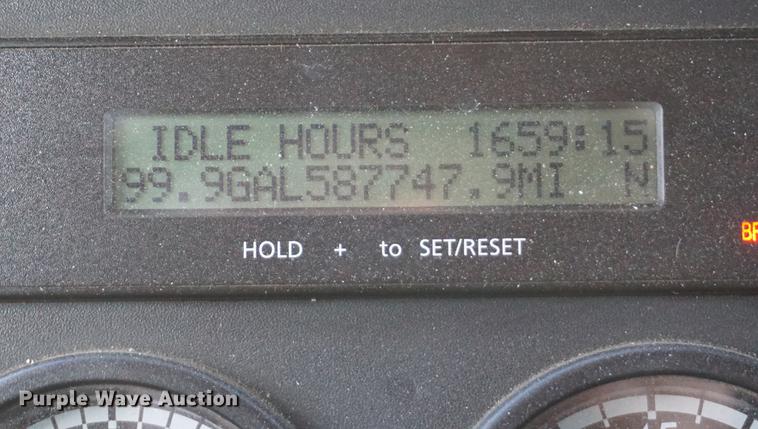 IDLE HOURS 1659:15
99.9GAL587747.9MI N
HOLD + to SET/RESET
Purple Wave Auction